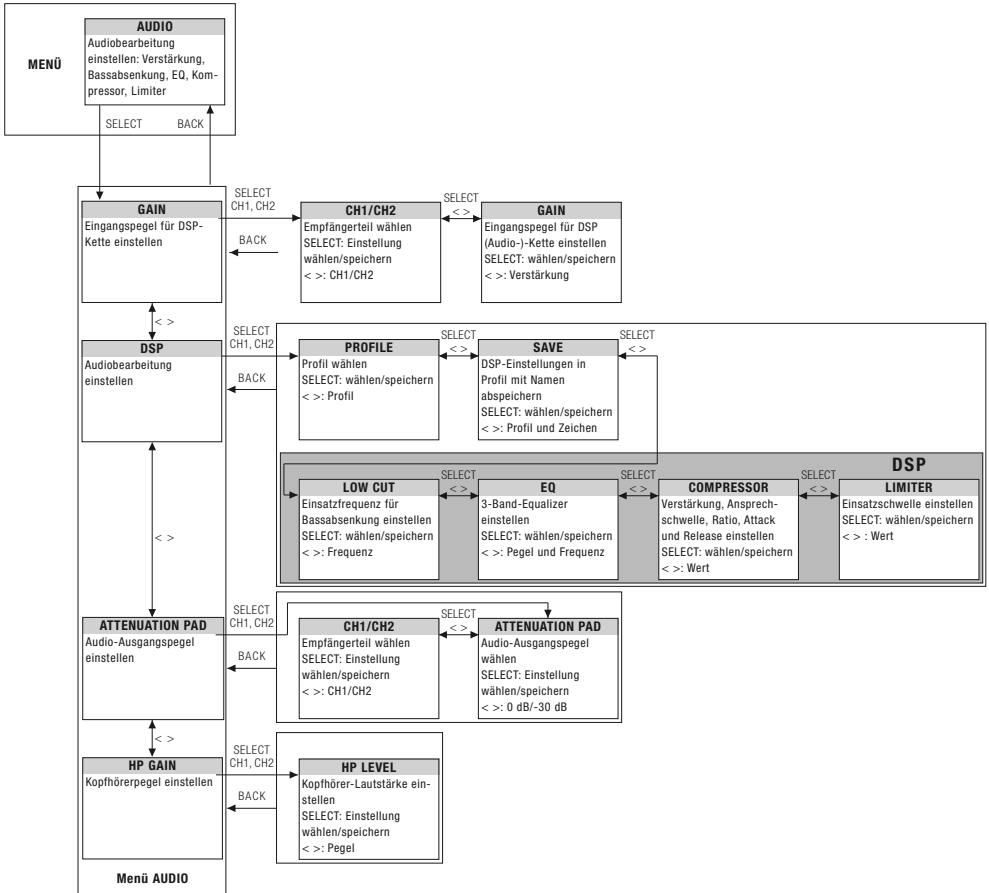 AUDIO
Audiobearbeitung
einstellen: Verstärkung,
Bassabsenkung, EQ, Kom-
pressor, Limiter
MENÜ
SELECT
BACK
GAIN
Eingangspegel für DSP-
Kette einstellen
SELECT
CH1, CH2
BACK
CH1/CH2
Empfängerteil wählen
SELECT: Einstellung
wählen/speichern
< >: CH1/CH2
SELECT
< >
GAIN
Eingangspegel für DSP
(Audio-)-Kette einstellen
SELECT: wählen/speichern
< >: Verstärkung
< >
DSP
Audiobearbeitung
einstellen
SELECT
CH1, CH2
BACK
PROFILE
Profil wählen
SELECT: wählen/speichern
< >: Profil
SELECT
< >
SAVE
DSP-Einstellungen in
Profil mit Namen
abspeichern
SELECT: wählen/speichern
< >: Profil und Zeichen
SELECT
< >
DSP
LOW CUT
Einsatzfrequenz für
Bassabsenkung einstellen
SELECT: wählen/speichern
< >: Frequenz
SELECT
< >
EQ
3-Band-Equalizer
einstellen
SELECT: wählen/speichern
< >: Pegel und Frequenz
SELECT
< >
COMPRESSOR
Verstärkung, Ansprech-
schwelle, Ratio, Attack
und Release einstellen
SELECT: wählen/speichern
< >: Wert
SELECT
< >
LIMITER
Einsatzschwelle einstellen
SELECT: wählen/speichern
< > : Wert
< >
ATTENUATION PAD
Audio-Ausgangspegel
einstellen
SELECT
CH1, CH2
BACK
CH1/CH2
Empfängerteil wählen
SELECT: Einstellung
wählen/speichern
< >: CH1/CH2
SELECT
< >
ATTENUATION PAD
Audio-Ausgangspegel
wählen
SELECT: Einstellung
wählen/speichern
< >: 0 dB/-30 dB
< >
HP GAIN
Kopfhörerpegel einstellen
SELECT
CH1, CH2
BACK
HP LEVEL
Kopfhörer-Lautstärke ein-
stellen
SELECT: Einstellung
wählen/speichern
< >: Pegel
Menü AUDIO